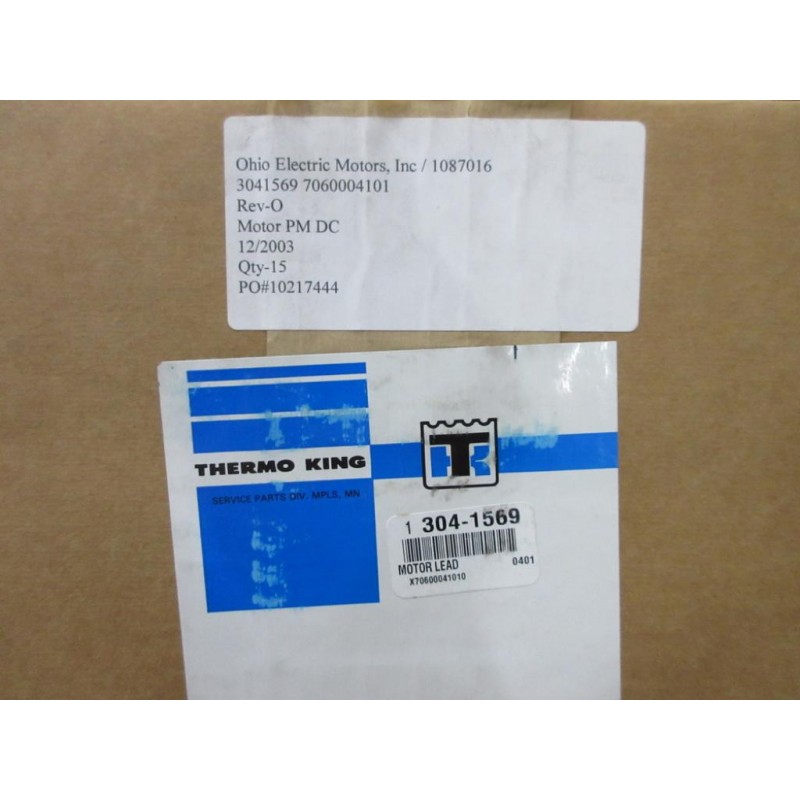 Ohio Electric Motors, Inc / 1087016
3041569 7060004101
Rev-O
Motor PM DC
12/2003
Qty-15
PO#10217444
THERMO KING
SERVICE PARTS DIV. MPLS, MN
TK
1 304-1569
MOTOR LEAD 0401
X70600041010